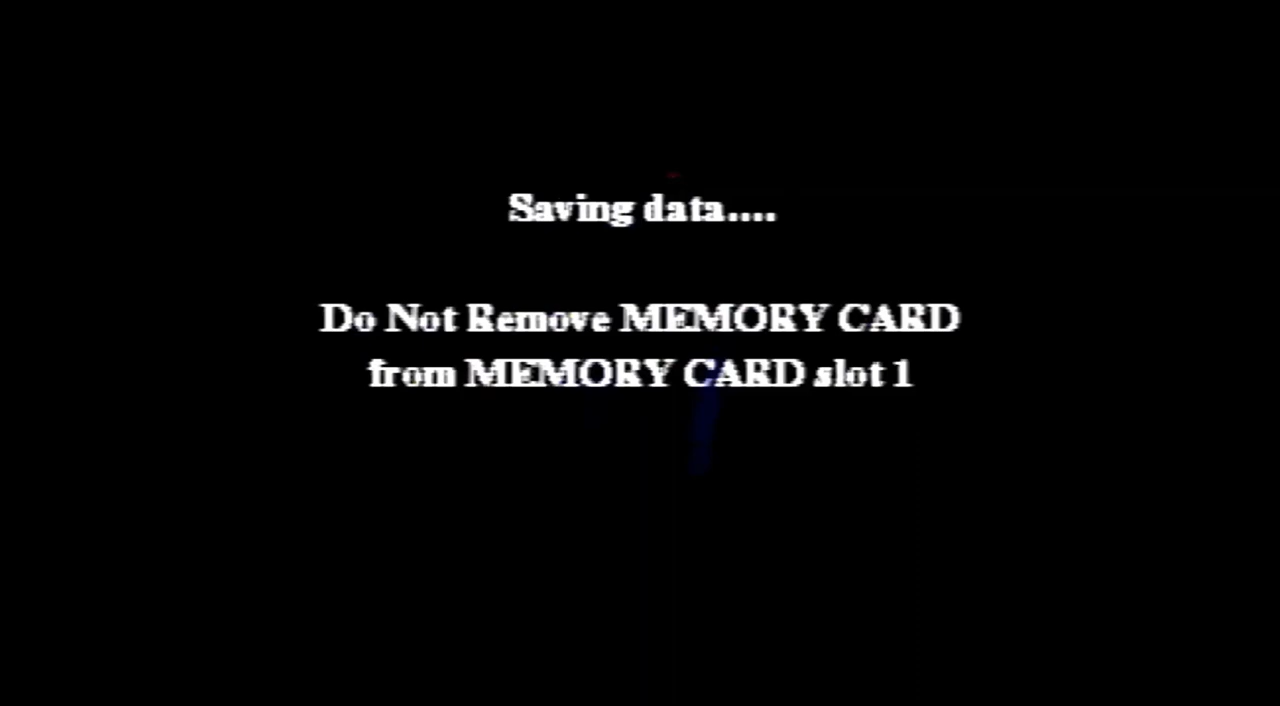 Saving data....
Do Not Remove MEMORY CARD
from MEMORY CARD slot 1